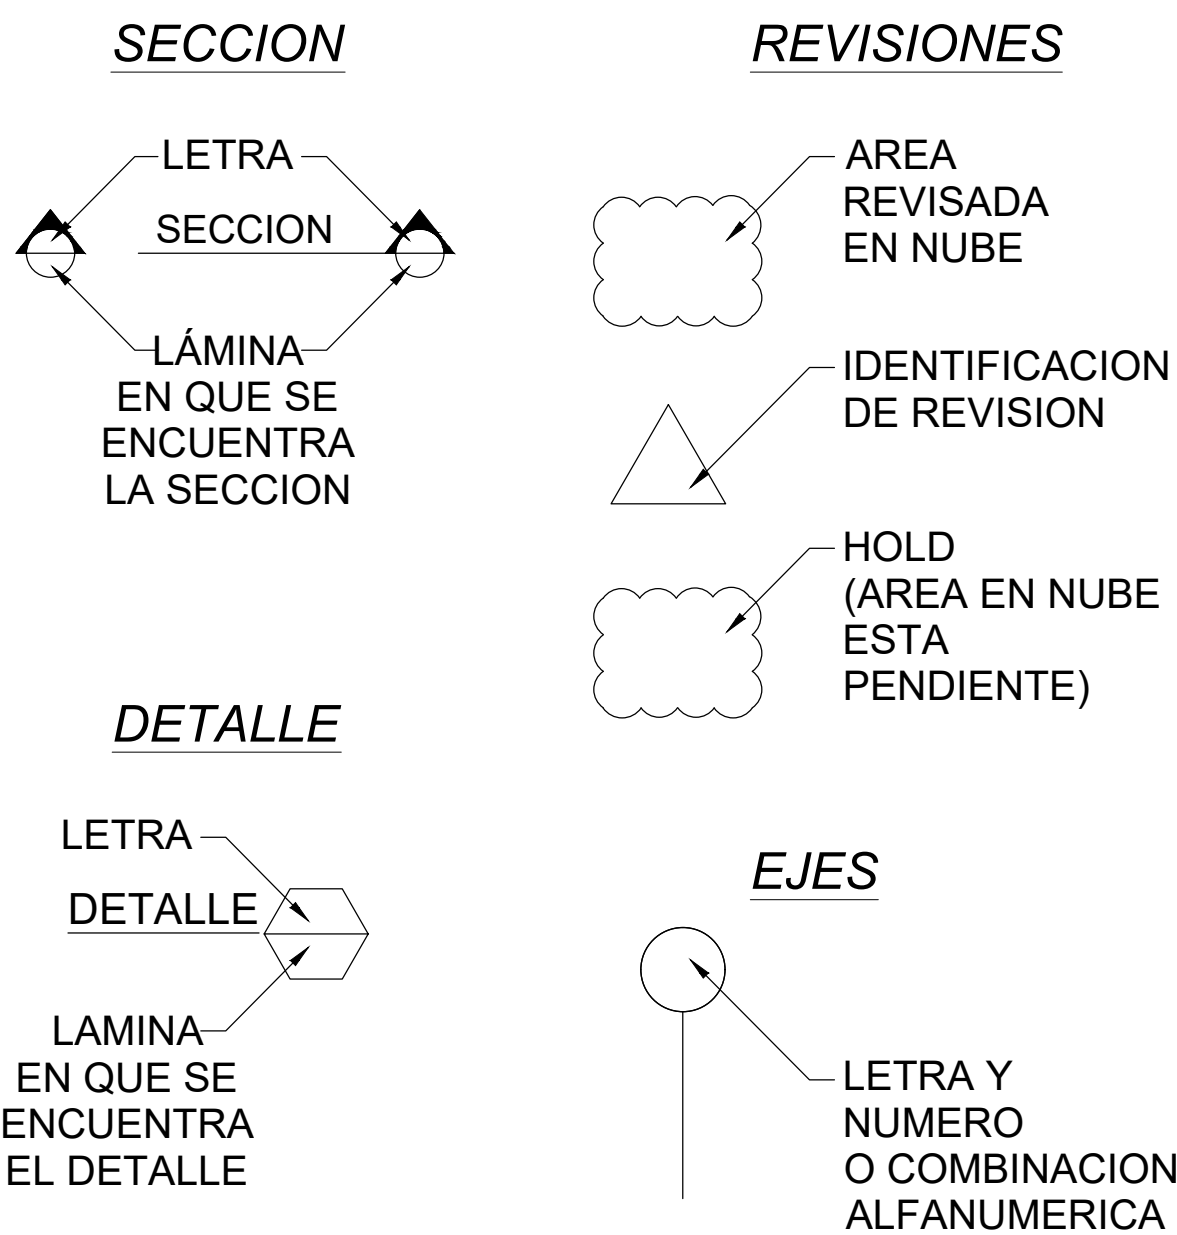 SECCION
LETRA
SECCION
LÁMINA
EN QUE SE
ENCUENTRA
LA SECCION
REVISIONES
AREA
REVISADA
EN NUBE
IDENTIFICACION
DE REVISION
HOLD
(AREA EN NUBE
ESTA
PENDIENTE)
DETALLE
LETRA
DETALLE
LAMINA
EN QUE SE
ENCUENTRA
EL DETALLE
EJES
LETRA Y
NUMERO
O COMBINACION
ALFANUMERICA